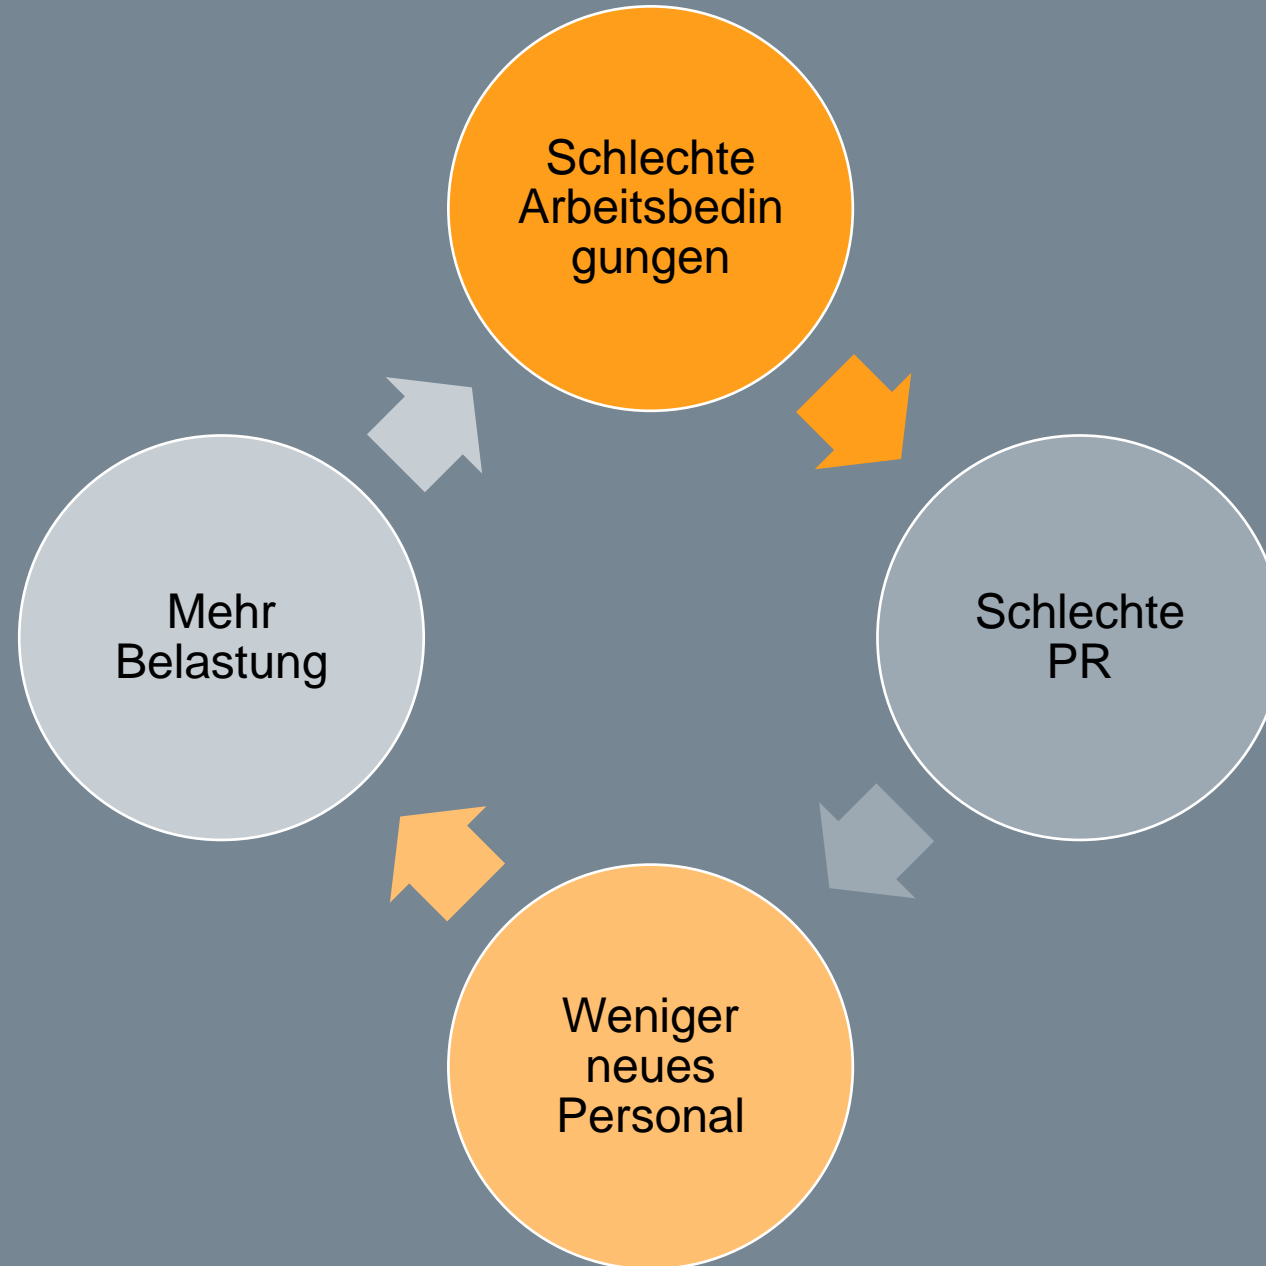 Schlechte
Arbeitsbedin
gungen
Mehr
Belastung
Schlechte
PR
Weniger
neues
Personal